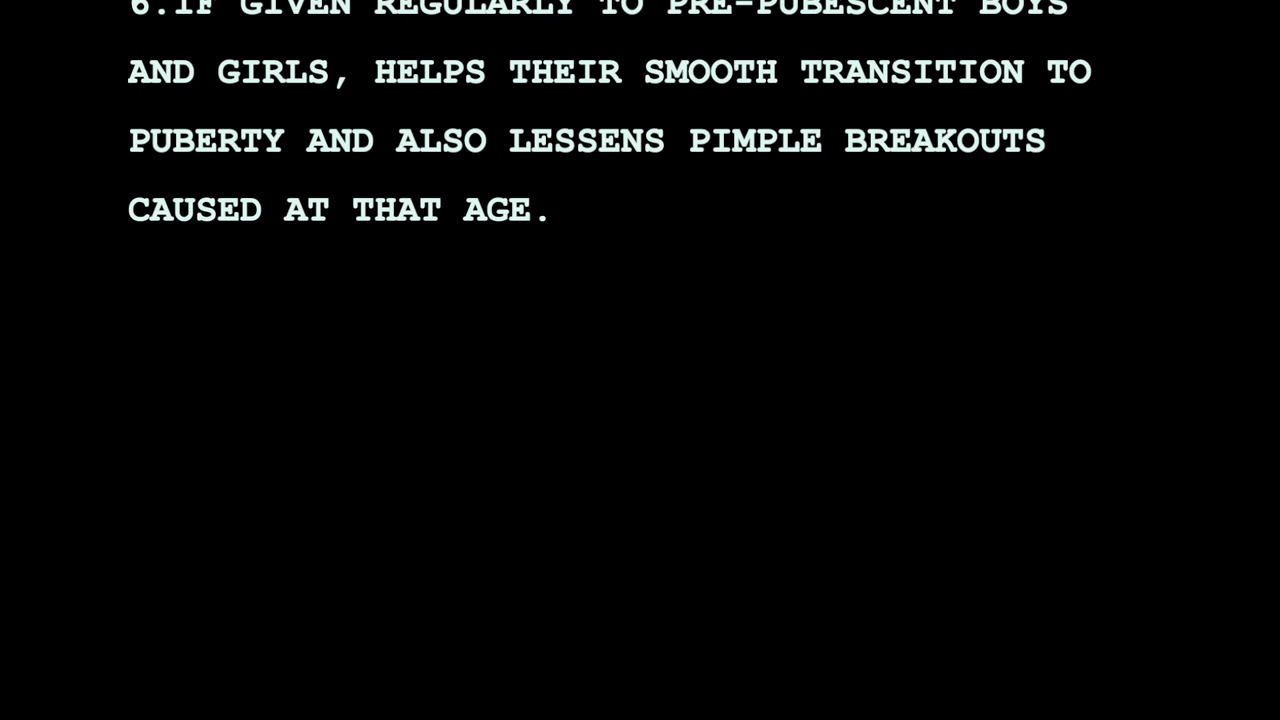 6.IF GIVEN REGULARLY TO PRE-PUBESCENT BOYS
AND GIRLS, HELPS THEIR SMOOTH TRANSITION TO
PUBERTY AND ALSO LESSENS PIMPLE BREAKOUTS
CAUSED AT THAT AGE.